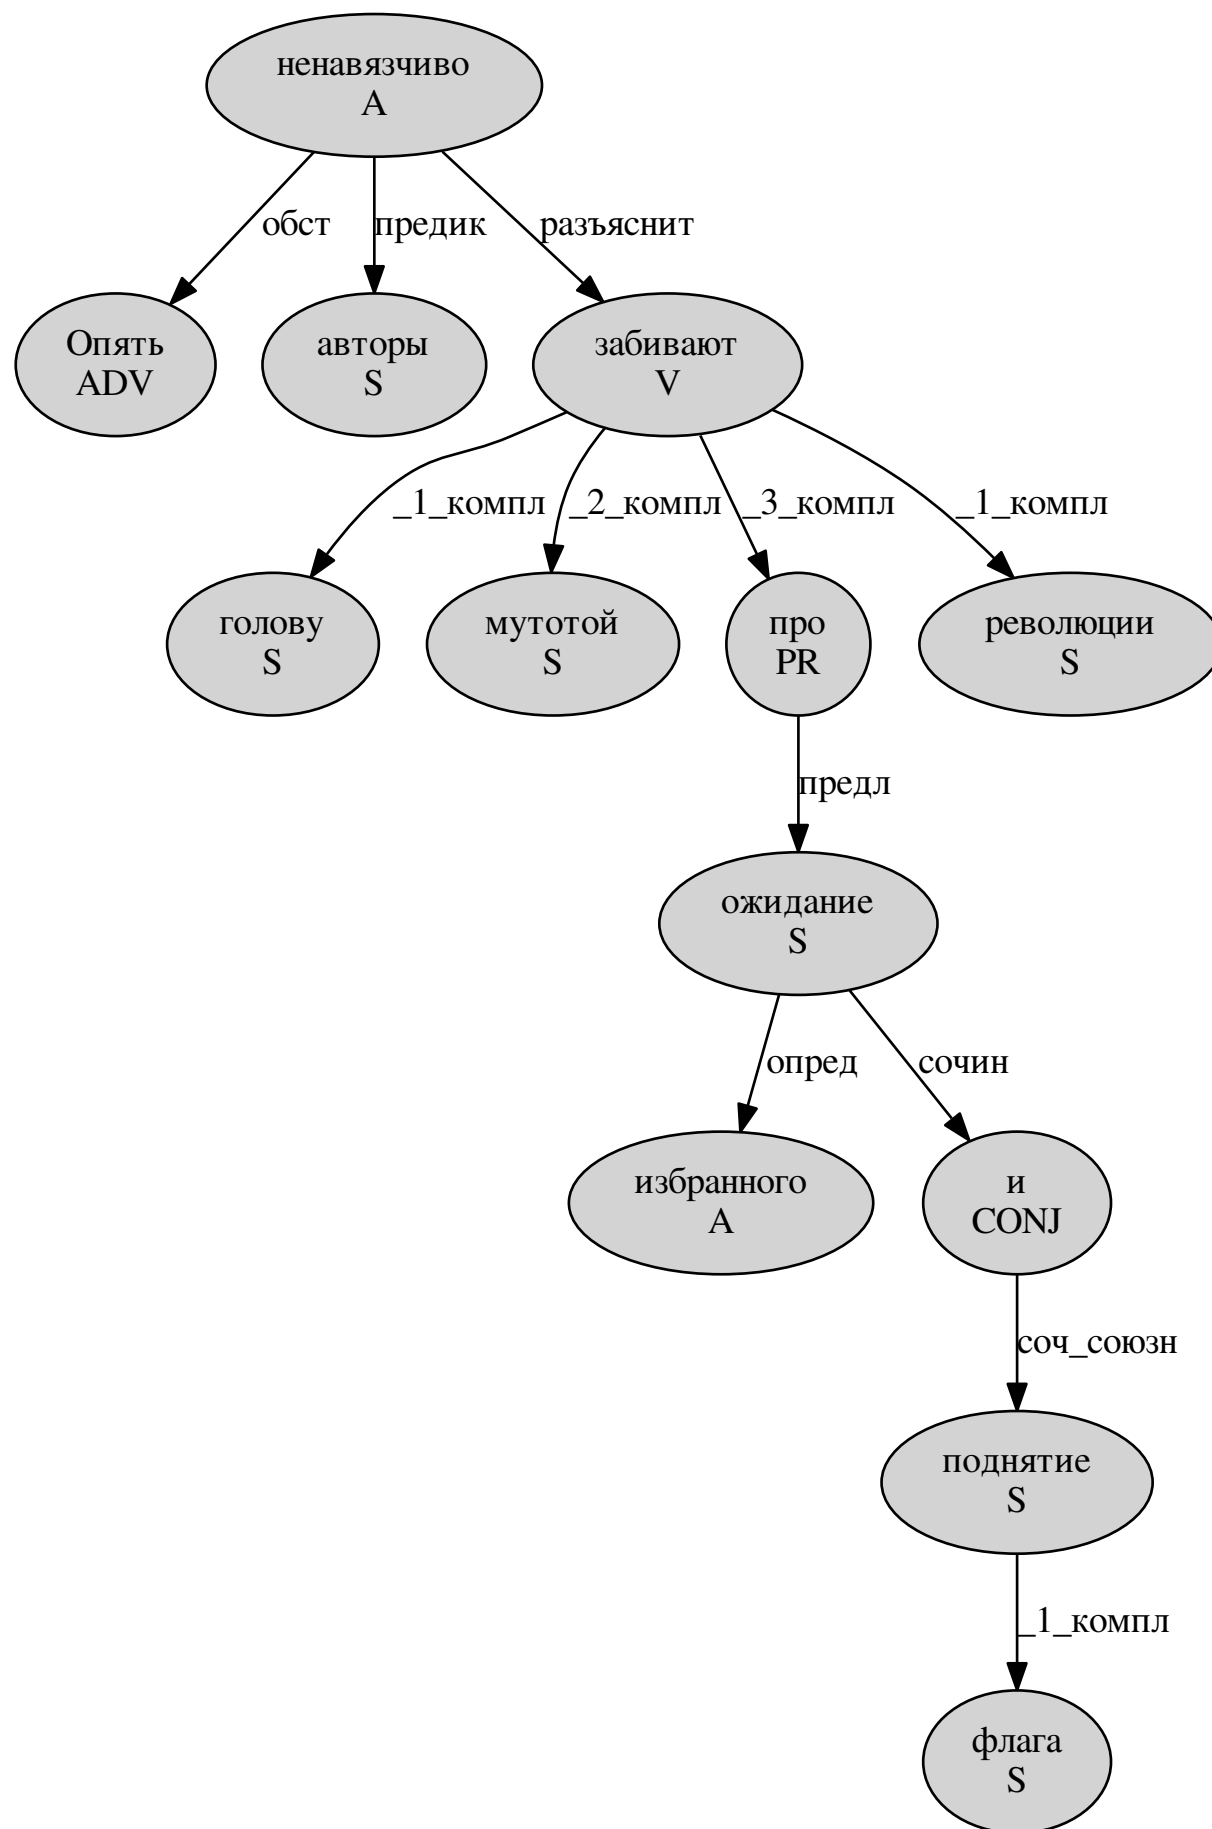 ненавязчиво
A
обст
предик
разъяснит
Опять
ADV
авторы
S
забивают
V
_1_компл
_2_компл
_3_компл
_1_компл
голову
S
мутотой
S
про
PR
революции
S
предл
ожидание
S
опред
сочин
избранного
A
и
CONJ
соч_союзн
поднятие
S
_1_компл
флага
S